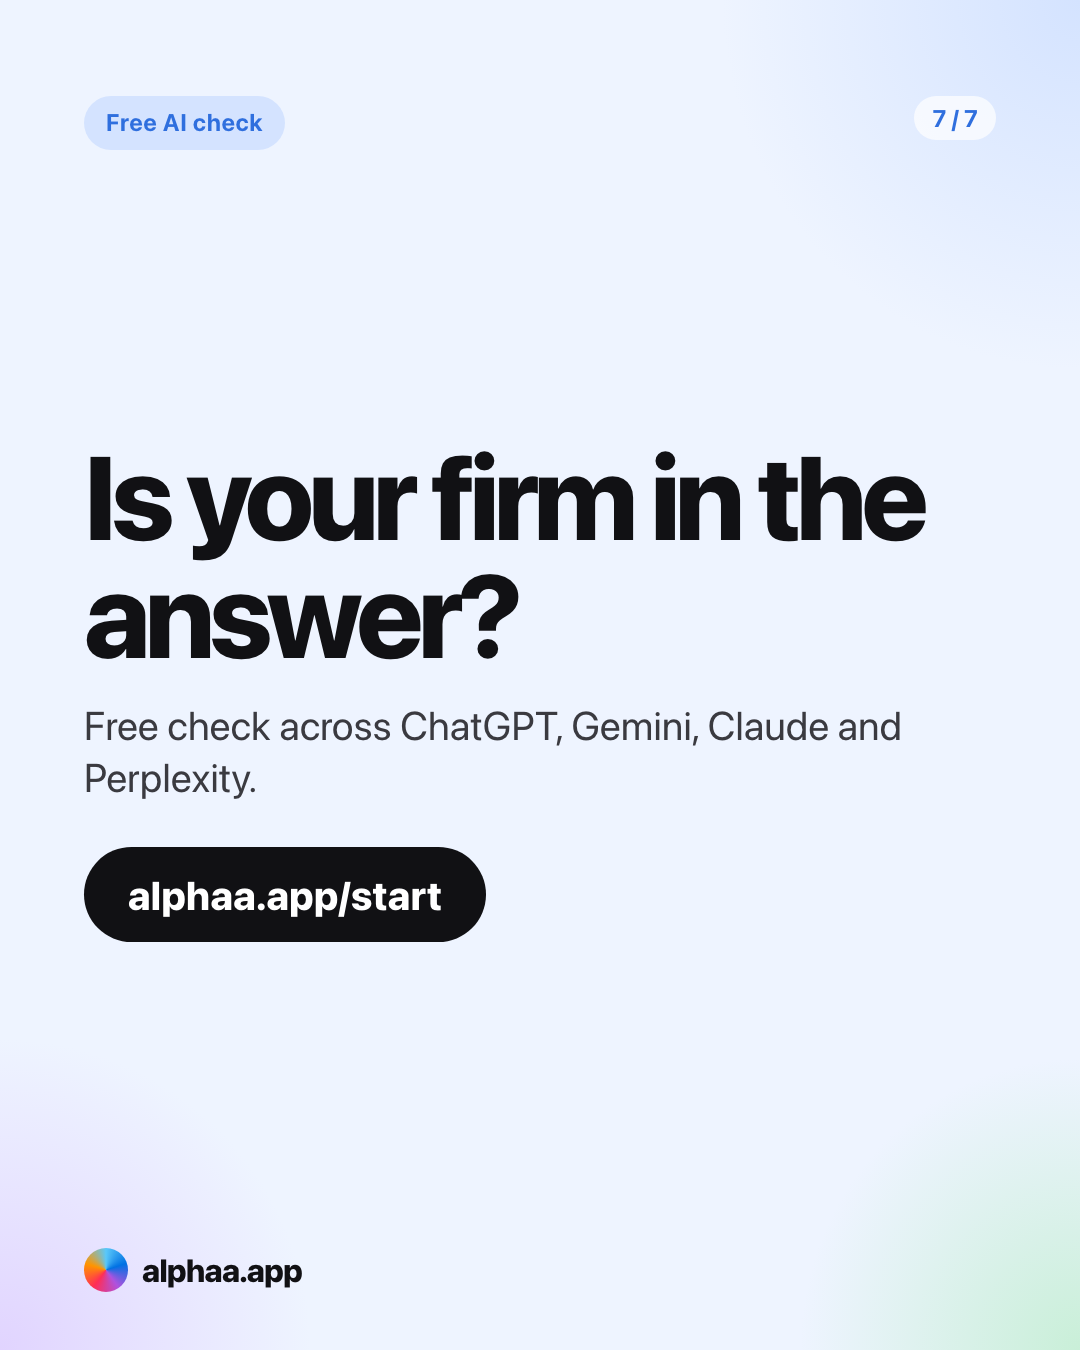 Free AI check
7 / 7
Is your firm in the
answer?
Free check across ChatGPT, Gemini, Claude and
Perplexity.
alphaa.app/start
alphaa.app